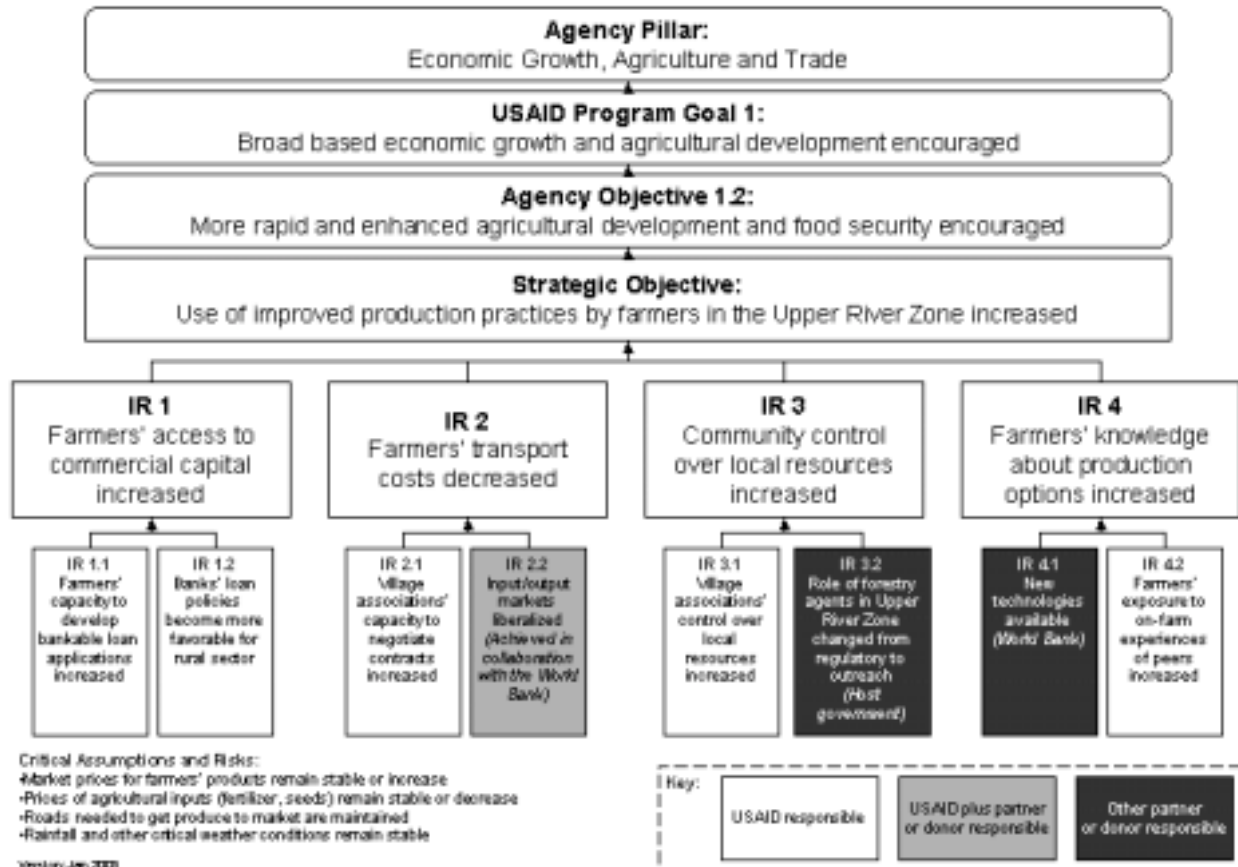 Agency Pillar:
Economic Growth, Agriculture and Trade
USAID Program Goal 1:
Broad based economic growth and agricultural development encouraged
Agency Objective 1.2:
More rapid and enhanced agricultural development and food security encouraged
Strategic Objective:
Use of improved production practices by farmers in the Upper River Zone increased
IR 1
Farmers' access to
commercial capital
increased
IR 2
Farmers' transport
costs decreased
IR 3
Community control
over local resources
increased
IR 4
Farmers' knowledge
about production
options increased
IR 1.1
Farmers'
capacity to
develop
bankable loan
applications
increased
IR 1.2
Banks' loan
policies
become more
favorable for
rural sector
IR 2.1
Village
associations'
capacity to
negotiate
contracts
increased
IR 2.2
Input/output
markets
liberalized
(Achieved in
collaboration
with the World
Bank)
IR 3.1
Village
associations'
control over
local
resources
increased
IR 3.2
Role of forestry
agents in Upper
River Zone
changed from
regulatory to
outreach
(Host
government)
IR 4.1
New
technologies
available
(World Bank)
IR 4.2
Farmers'
exposure to
on-farm
experiences
of peers
increased
Critical Assumptions and Risks:
•Market prices for farmers' products remain stable or increase
•Prices of agricultural inputs (fertilizer, seeds) remain stable or decrease
•Roads needed to get produce to market are maintained
•Rainfall and other critical weather conditions remain stable
Key:
USAID responsible
USAID plus partner
or donor responsible
Other partner
or donor responsible